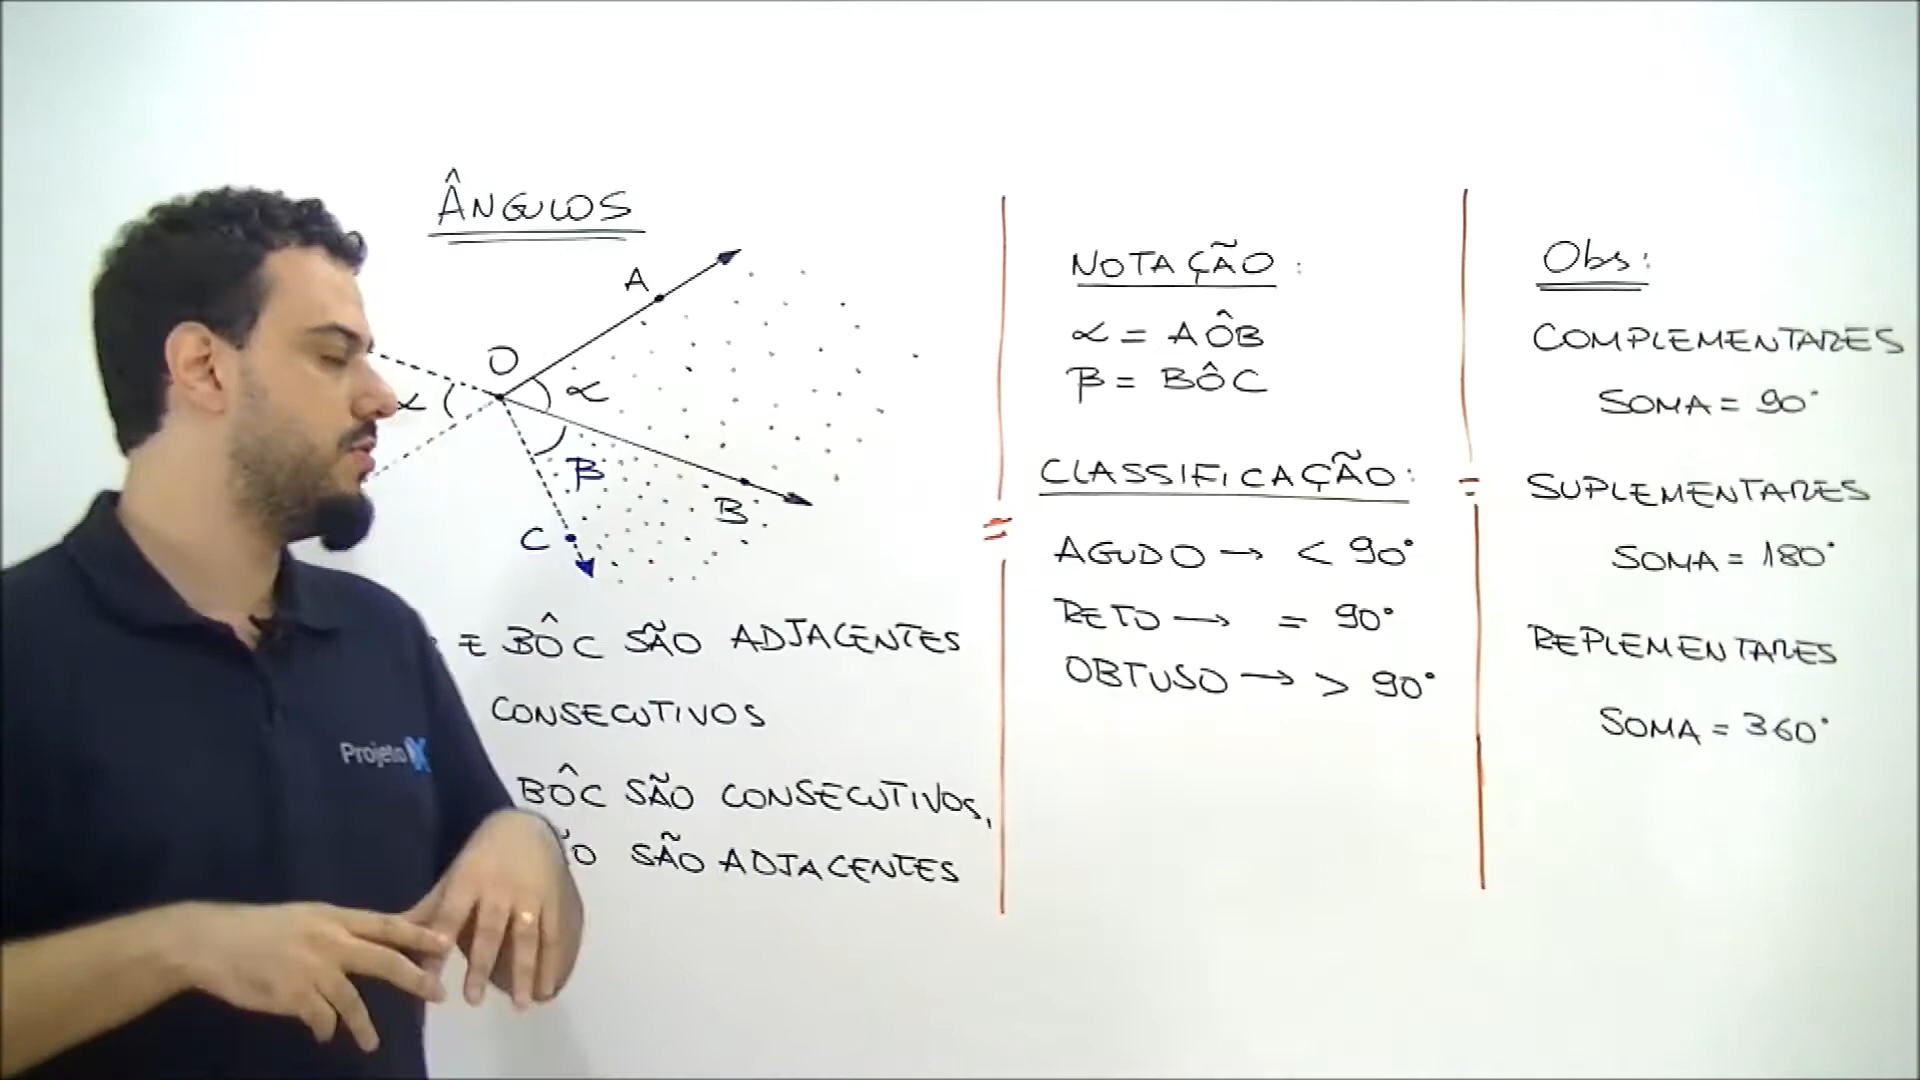 ÂNGULOS
A
O
α
α
β
B
C
E BÔC SÃO ADJACENTES
CONSECUTIVOS
BÔC SÃO CONSECUTIVOS,
SÃO ADJACENTES
Projeto X
NOTAÇÃO:
α = AÔB
β = BÔC
CLASSIFICAÇÃO:
AGUDO → < 90°
RETO → = 90°
OBTUSO → > 90°
Obs:
COMPLEMENTARES
SOMA = 90°
SUPLEMENTARES
SOMA = 180°
REPLEMENTARES
SOMA = 360°